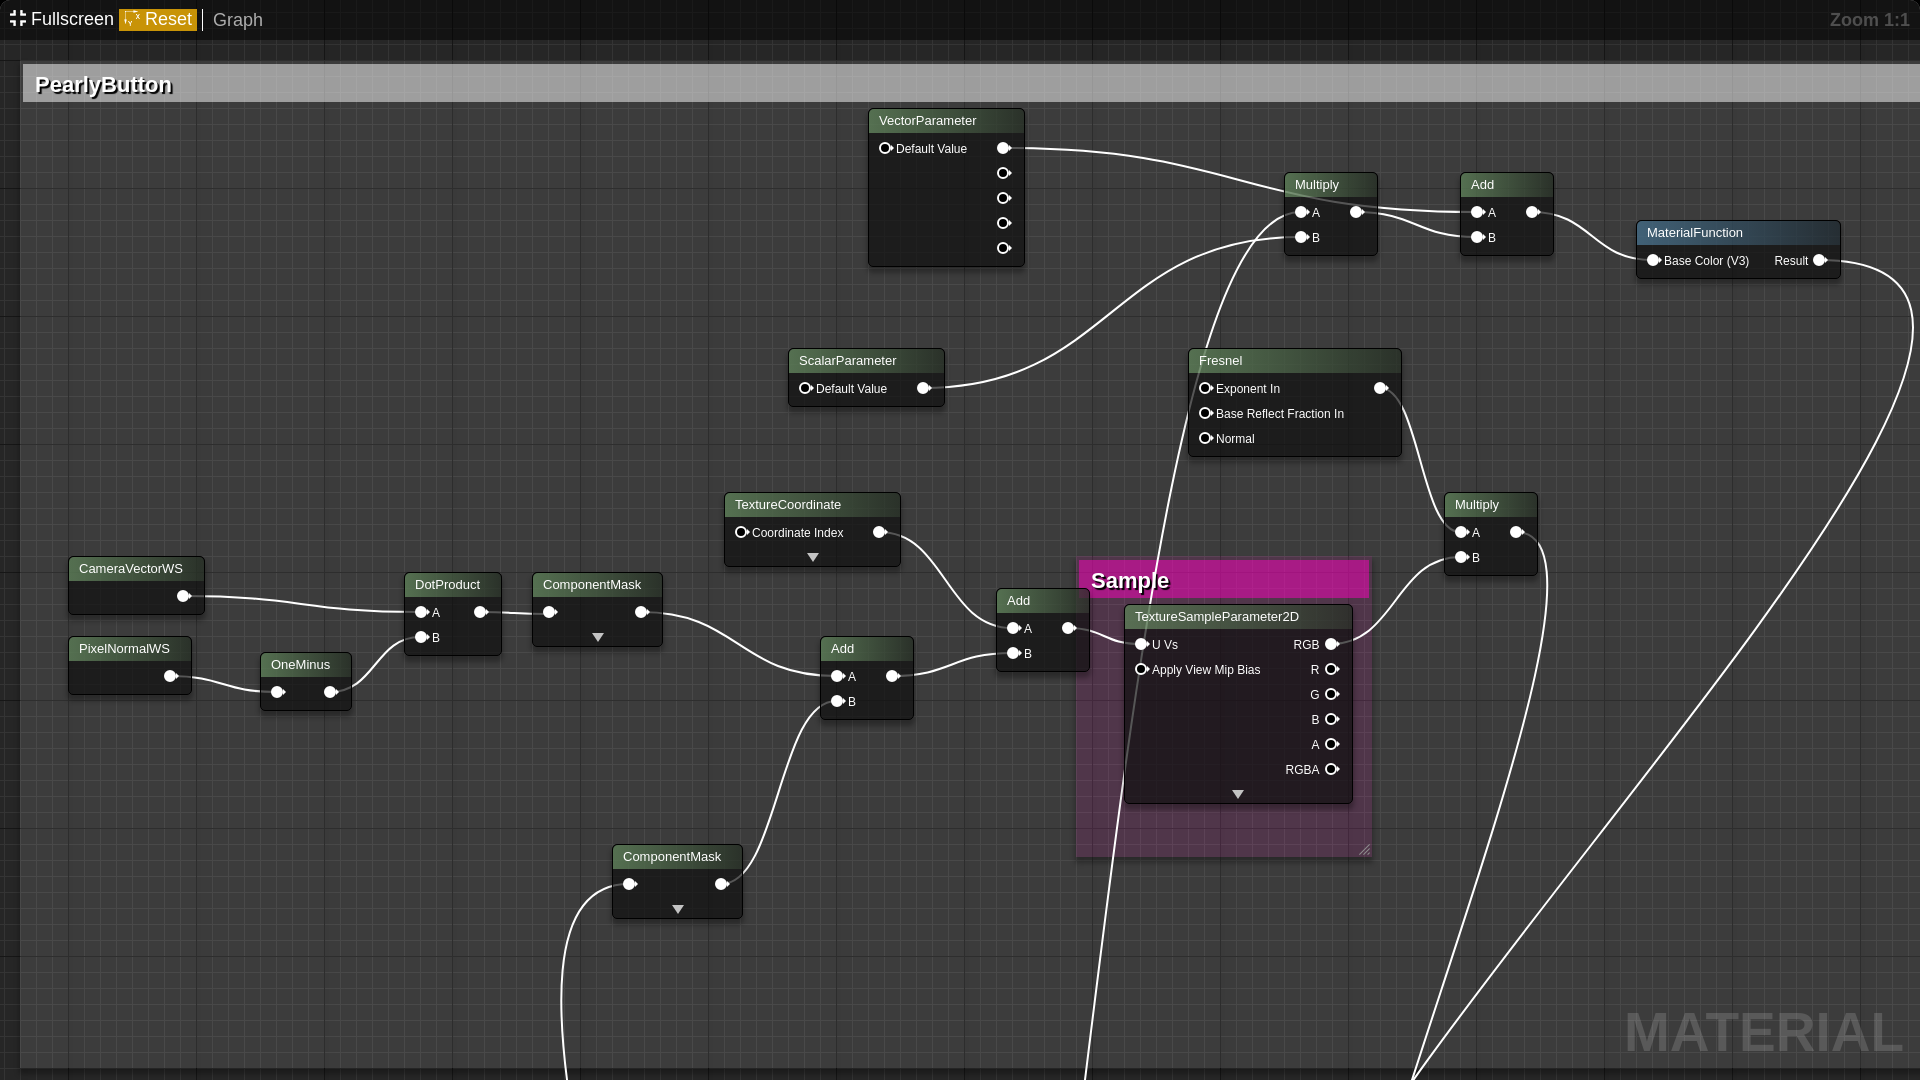 Fullscreen Reset Graph Zoom 1:1
PearlyButton
VectorParameter
Default Value
Multiply
A
B
Add
A
B
MaterialFunction
Base Color (V3) Result
ScalarParameter
Default Value
Fresnel
Exponent In
Base Reflect Fraction In
Normal
TextureCoordinate
Coordinate Index
Multiply
A
B
CameraVectorWS
PixelNormalWS
OneMinus
DotProduct
A
B
ComponentMask
Add
A
B
Add
A
B
Sample
TextureSampleParameter2D
U Vs RGB
Apply View Mip Bias R
G
B
A
RGBA
ComponentMask
MATERIAL